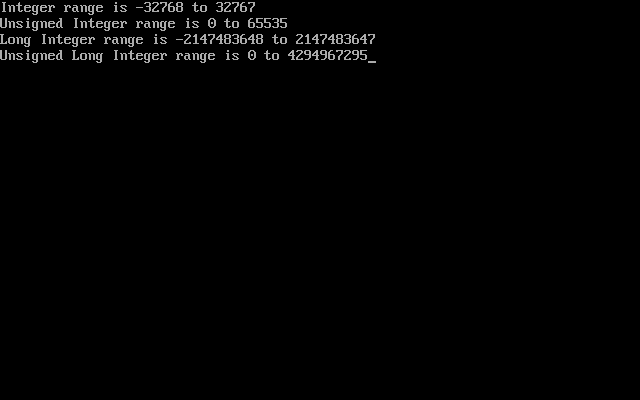 Integer range is -32768 to 32767
Unsigned Integer range is 0 to 65535
Long Integer range is -2147483648 to 2147483647
Unsigned Long Integer range is 0 to 4294967295_